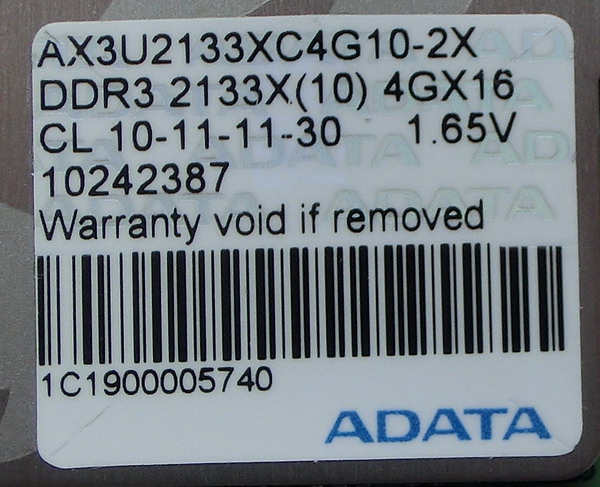 AX3U2133XC4G10-2X
DDR3 2133X(10) 4GX16
CL 10-11-11-30 1.65V
10242387
Warranty void if removed
1C1900005740
ADATA